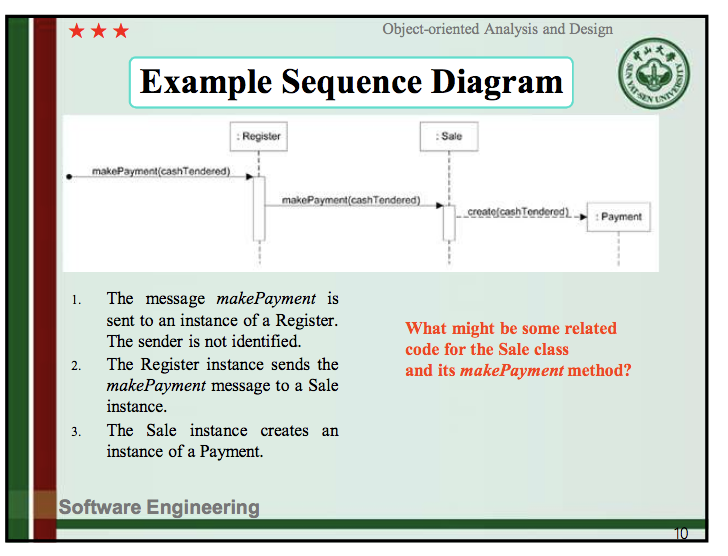 Object-oriented Analysis and Design
Example Sequence Diagram
中山大学
SUN YAT-SEN UNIVERSITY
: Register
: Sale
makePayment(cashTendered)
makePayment(cashTendered)
create(cashTendered)
: Payment
1. The message makePayment is
sent to an instance of a Register.
The sender is not identified.
2. The Register instance sends the
makePayment message to a Sale
instance.
3. The Sale instance creates an
instance of a Payment.
What might be some related
code for the Sale class
and its makePayment method?
Software Engineering
10